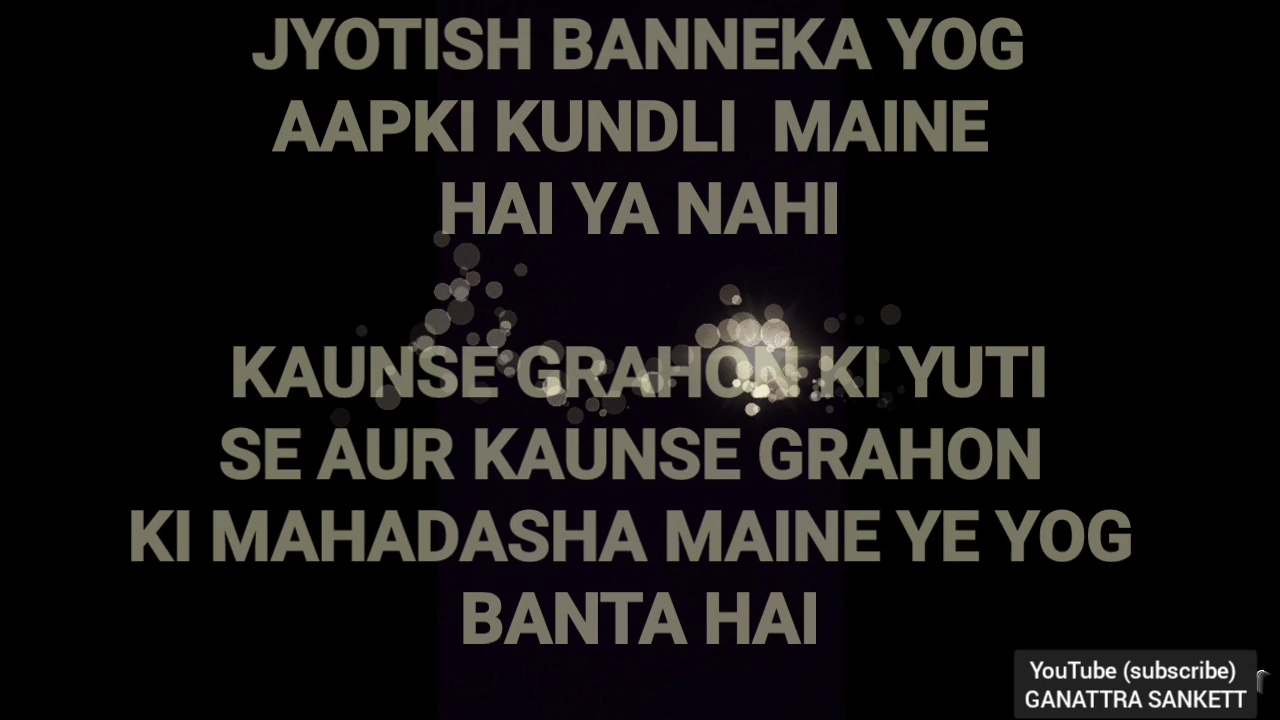 JYOTISH BANNEKA YOG
AAPKI KUNDLI MAINE
HAI YA NAHI
KAUNSE GRAHON KI YUTI
SE AUR KAUNSE GRAHON
KI MAHADASHA MAINE YE YOG
BANTA HAI
YouTube (subscribe)
GANATTRA SANKETT